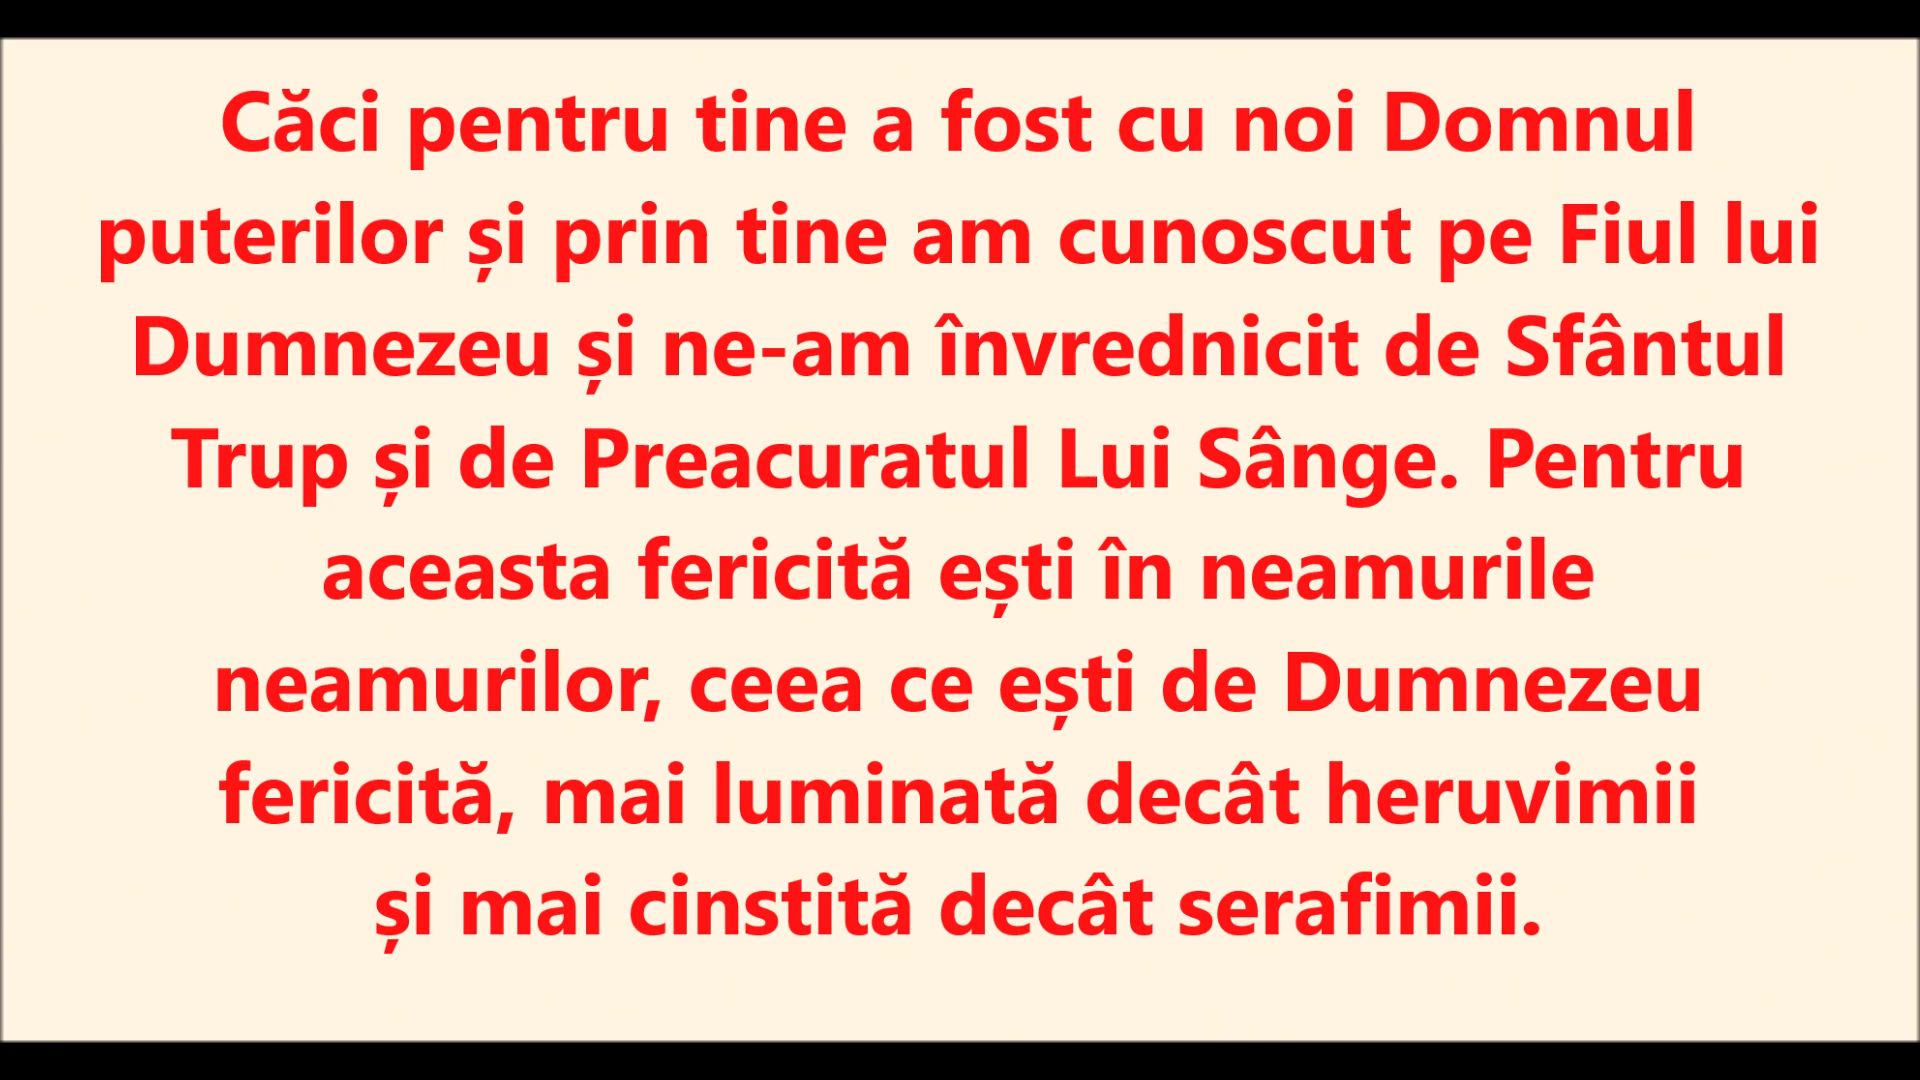 Căci pentru tine a fost cu noi Domnul
puterilor și prin tine am cunoscut pe Fiul lui
Dumnezeu și ne-am învrednicit de Sfântul
Trup și de Preacuratul Lui Sânge. Pentru
aceasta fericită ești în neamurile
neamurilor, ceea ce ești de Dumnezeu
fericită, mai luminată decât heruvimii
și mai cinstită decât serafimii.